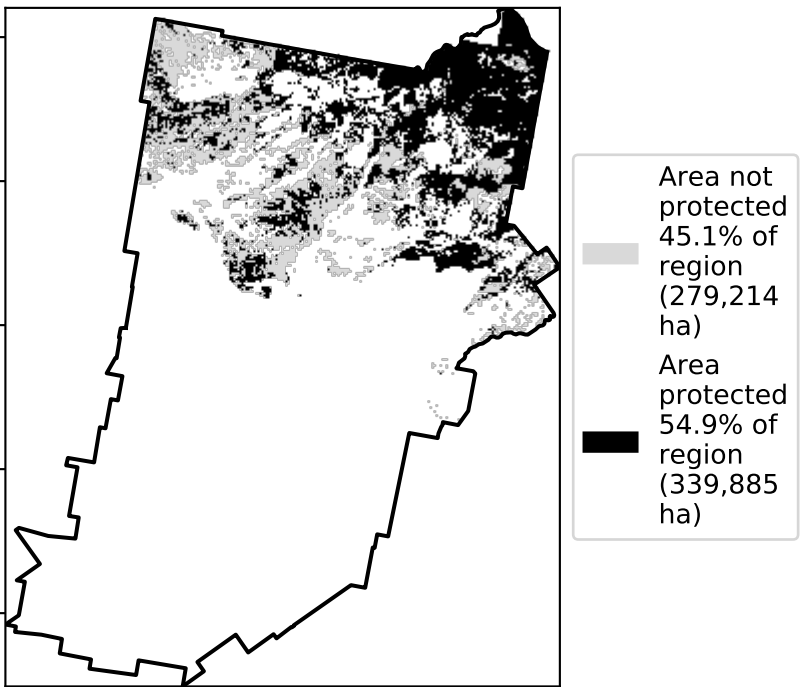 Area not
protected
45.1% of
region
(279,214
ha)
Area
protected
54.9% of
region
(339,885
ha)